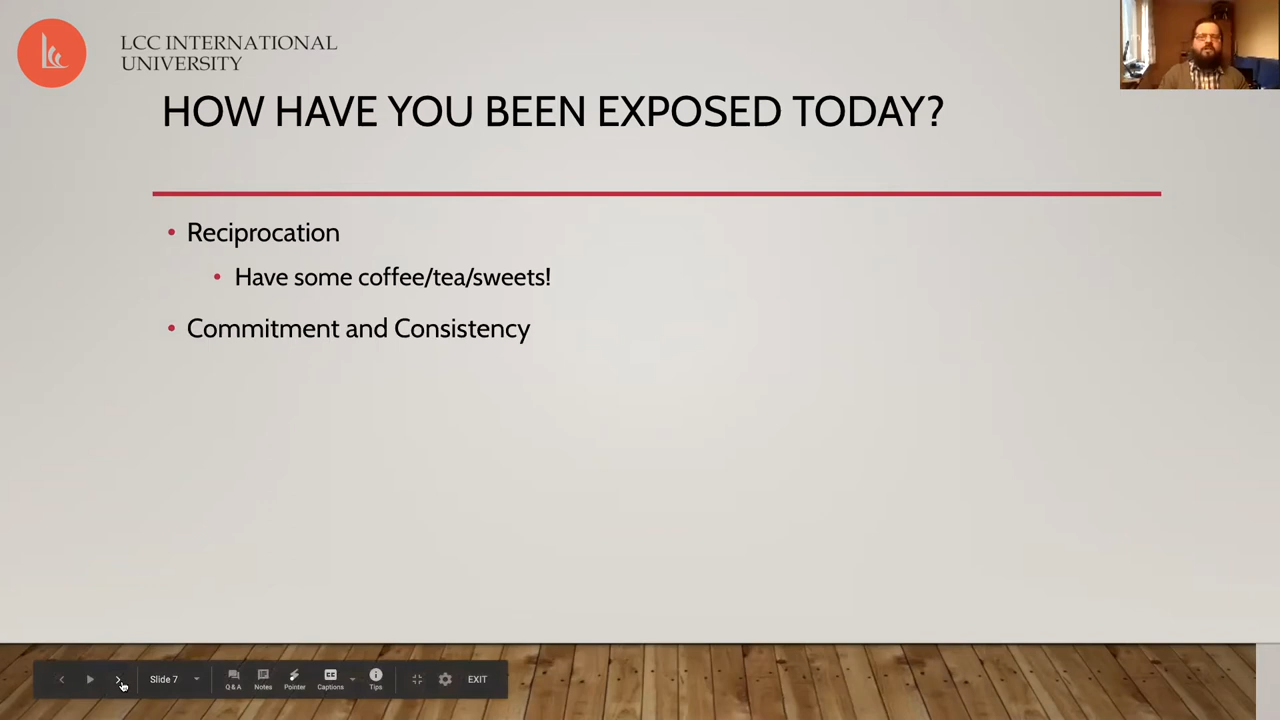 LCC INTERNATIONAL
UNIVERSITY
HOW HAVE YOU BEEN EXPOSED TODAY?
• Reciprocation
• Have some coffee/tea/sweets!
• Commitment and Consistency
Slide 7
Q & A
Notes
Pointer
CC
Captions
Tips
EXIT